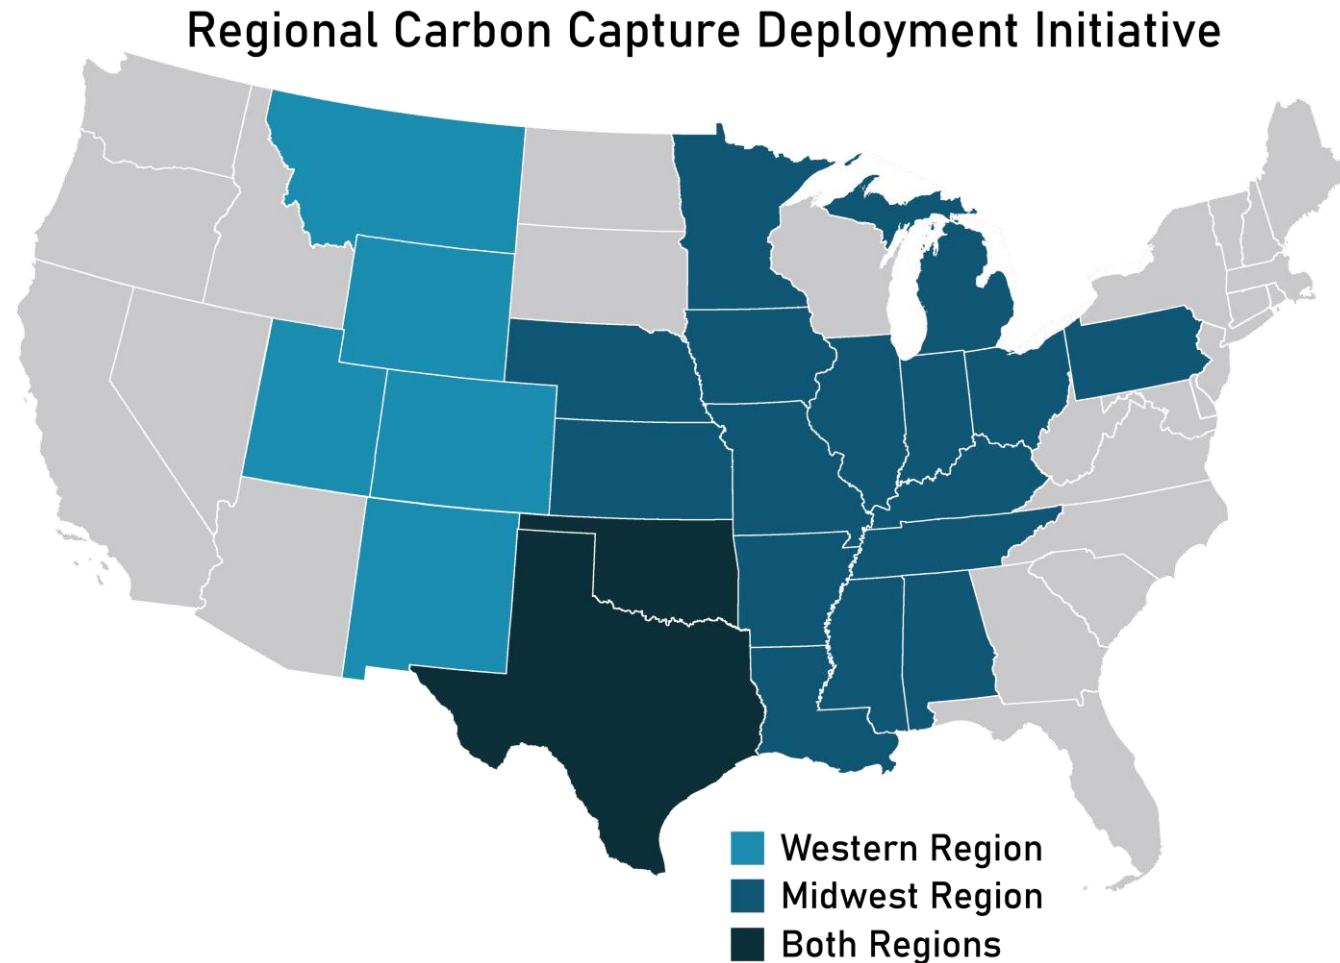 Regional Carbon Capture Deployment Initiative
Western Region
Midwest Region
Both Regions